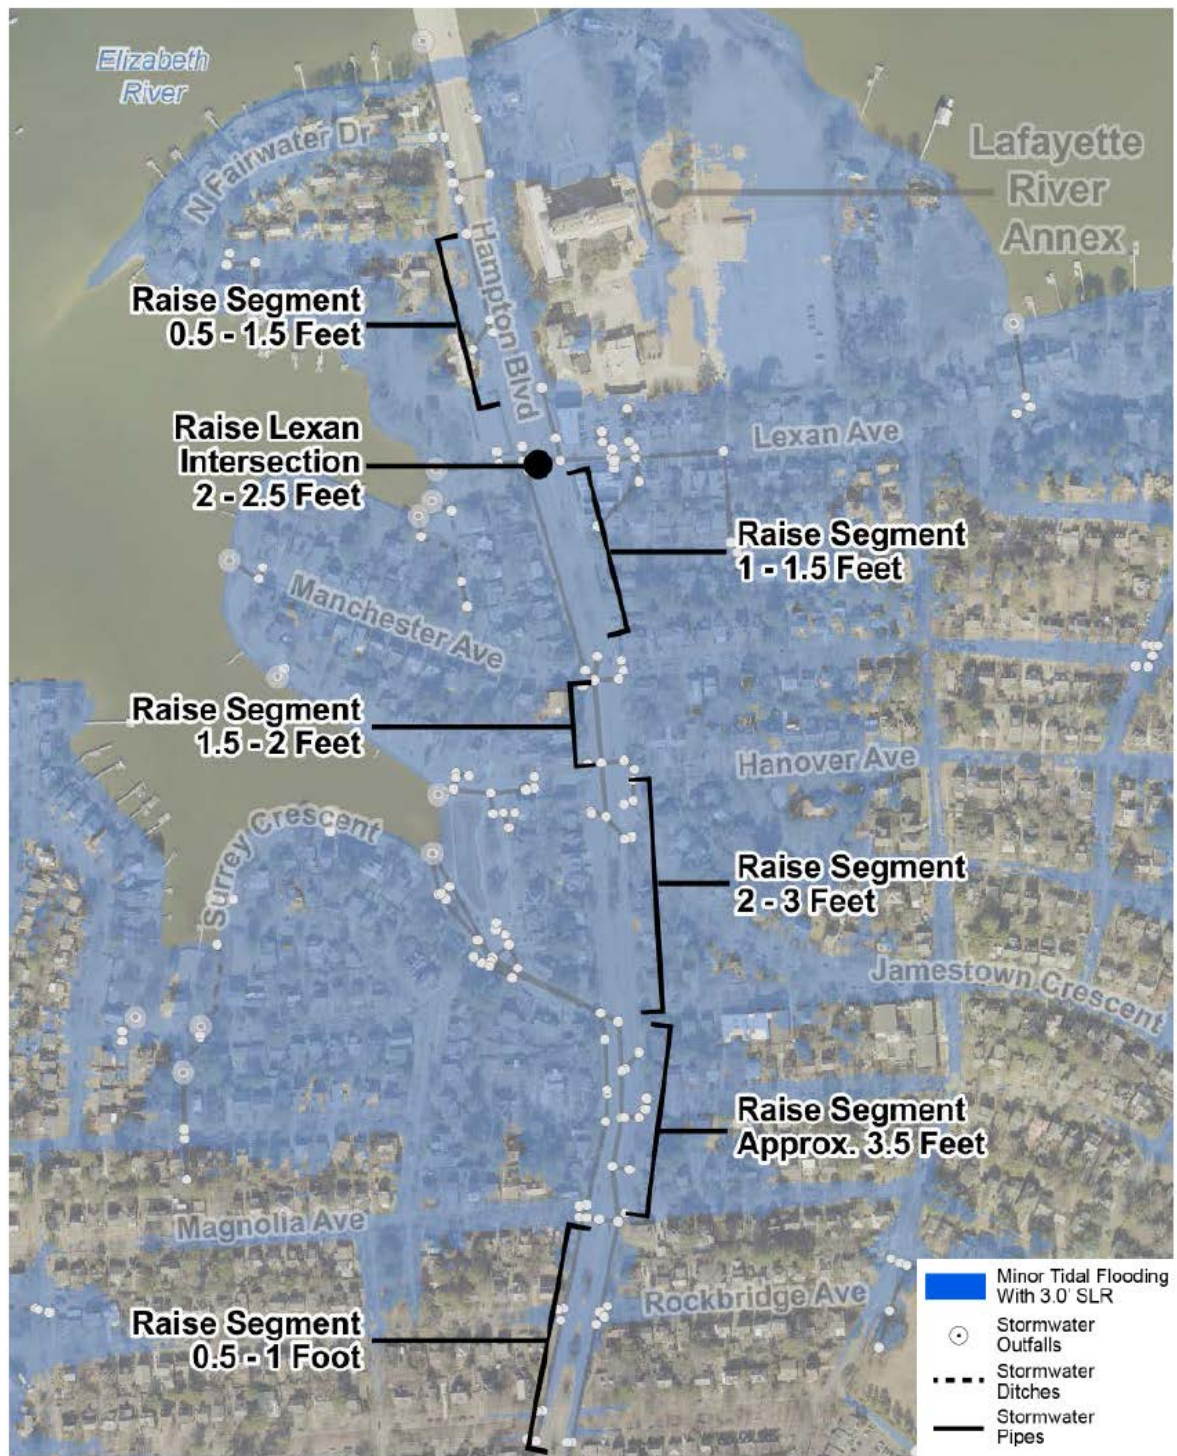 Elizabeth
River
N Fairwater Dr
Lafayette
River
Annex
Hampton Blvd
Raise Segment
0.5 - 1.5 Feet
Raise Lexan
Intersection
2 - 2.5 Feet
Lexan Ave
Raise Segment
1 - 1.5 Feet
Manchester Ave
Raise Segment
1.5 - 2 Feet
Hanover Ave
Surrey Crescent
Raise Segment
2 - 3 Feet
Jamestown Crescent
Raise Segment
Approx. 3.5 Feet
Magnolia Ave
Rockbridge Ave
Raise Segment
0.5 - 1 Foot
Minor Tidal Flooding
With 3.0' SLR
Stormwater
Outfalls
Stormwater
Ditches
Stormwater
Pipes